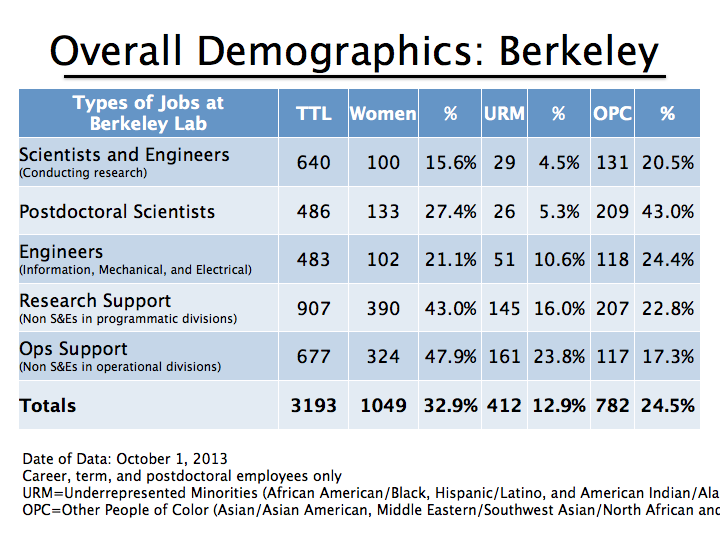 Overall Demographics: Berkeley
Types of Jobs at Berkeley Lab TTL Women % URM % OPC %
Scientists and Engineers 640 100 15.6% 29 4.5% 131 20.5%
(Conducting research)
Postdoctoral Scientists 486 133 27.4% 26 5.3% 209 43.0%
Engineers 483 102 21.1% 51 10.6% 118 24.4%
(Information, Mechanical, and Electrical)
Research Support 907 390 43.0% 145 16.0% 207 22.8%
(Non S&Es in programmatic divisions)
Ops Support 677 324 47.9% 161 23.8% 117 17.3%
(Non S&Es in operational divisions)
Totals 3193 1049 32.9% 412 12.9% 782 24.5%
Date of Data: October 1, 2013
Career, term, and postdoctoral employees only
URM=Underrepresented Minorities (African American/Black, Hispanic/Latino, and American Indian/Ala
OPC=Other People of Color (Asian/Asian American, Middle Eastern/Southwest Asian/North African and